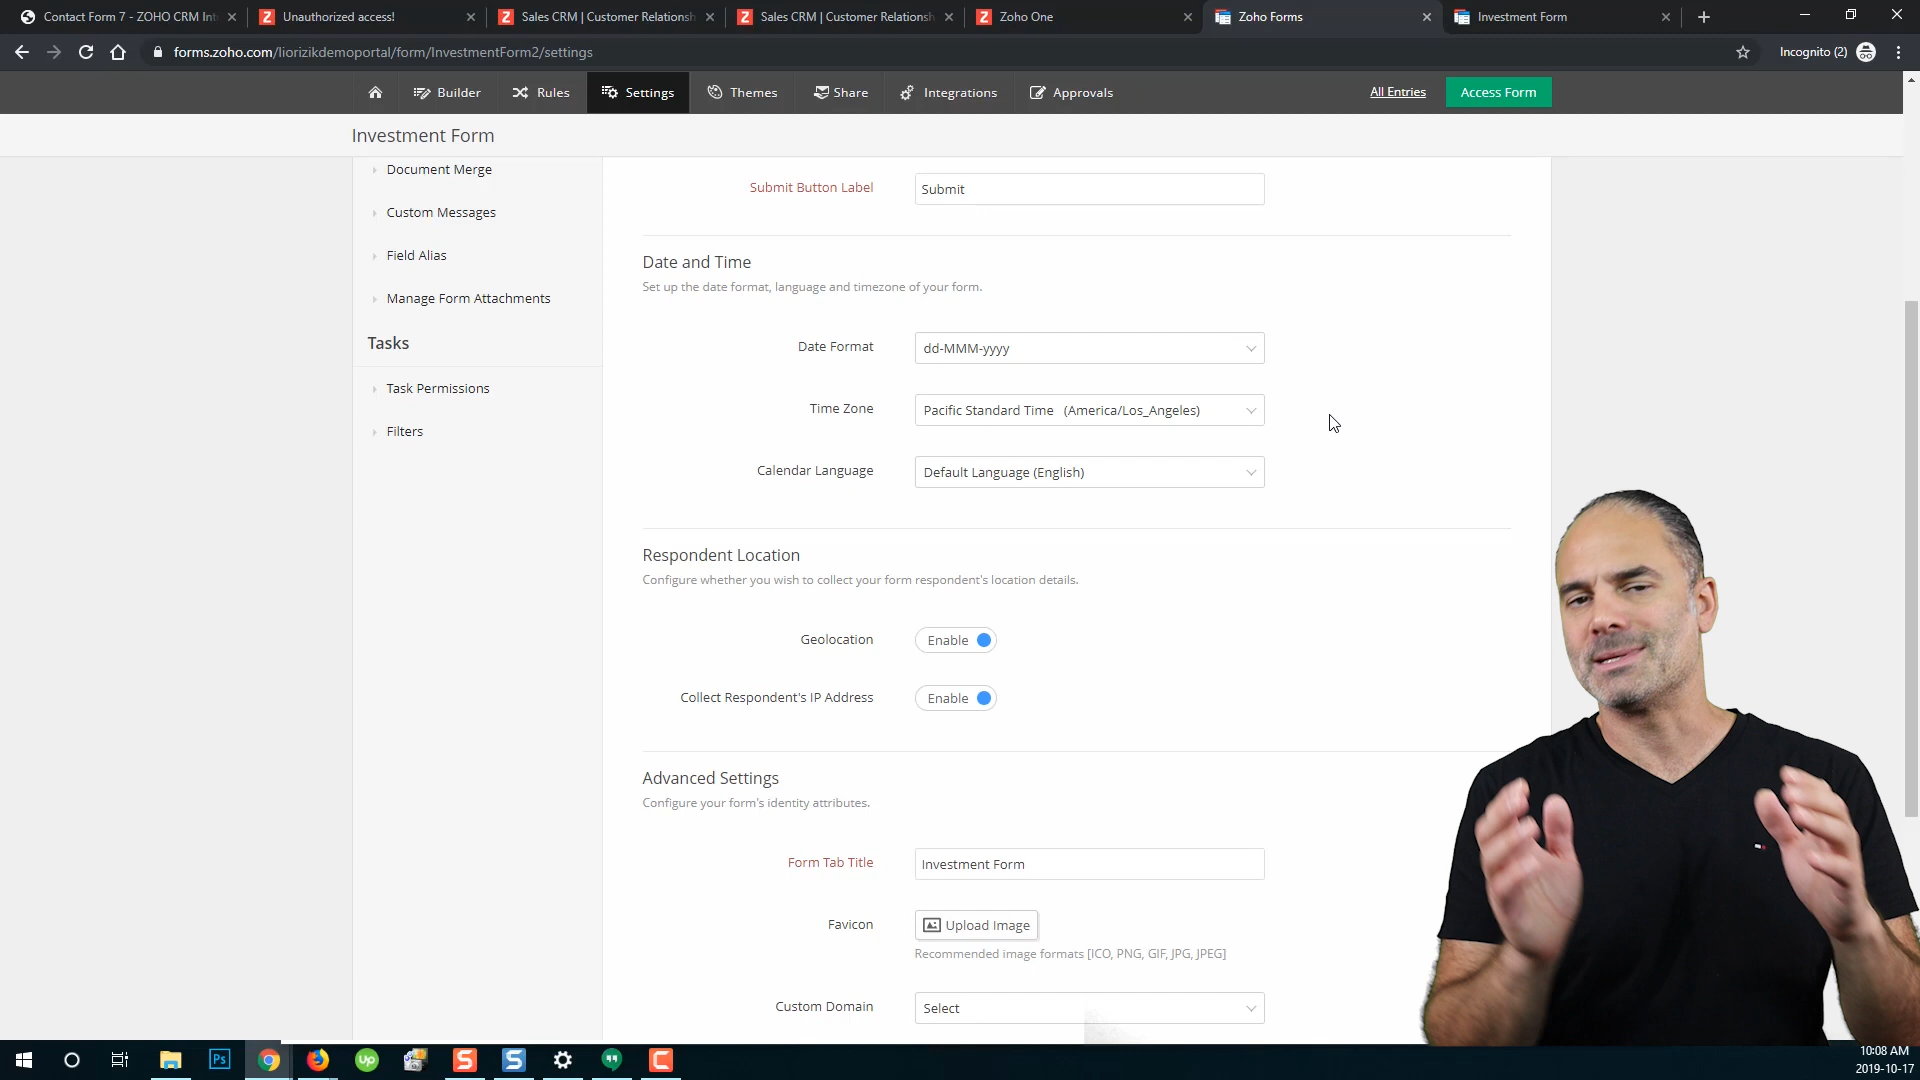 Contact Form 7 - ZOHO CRM Int
Unauthorized access!
Sales CRM | Customer Relationsh
Sales CRM | Customer Relationsh
Zoho One
Zoho Forms
Investment Form
forms.zoho.com/liorizikdemoportal/form/InvestmentForm2/settings
Incognito (2)
Builder
Rules
Settings
Themes
Share
Integrations
Approvals
All Entries
Access Form
Investment Form
Document Merge
Custom Messages
Field Alias
Manage Form Attachments
Tasks
Task Permissions
Filters
Submit Button Label
Submit
Date and Time
Set up the date format, language and timezone of your form.
Date Format
dd-MMM-yyyy
Time Zone
Pacific Standard Time (America/Los_Angeles)
Calendar Language
Default Language (English)
Respondent Location
Configure whether you wish to collect your form respondent's location details.
Geolocation
Enable
Collect Respondent's IP Address
Enable
Advanced Settings
Configure your form's identity attributes.
Form Tab Title
Investment Form
Favicon
Upload Image
Recommended image formats [ICO, PNG, GIF, JPG, JPEG]
Custom Domain
Select
Ps
up
S
S
C
10:08 AM
2019-10-17